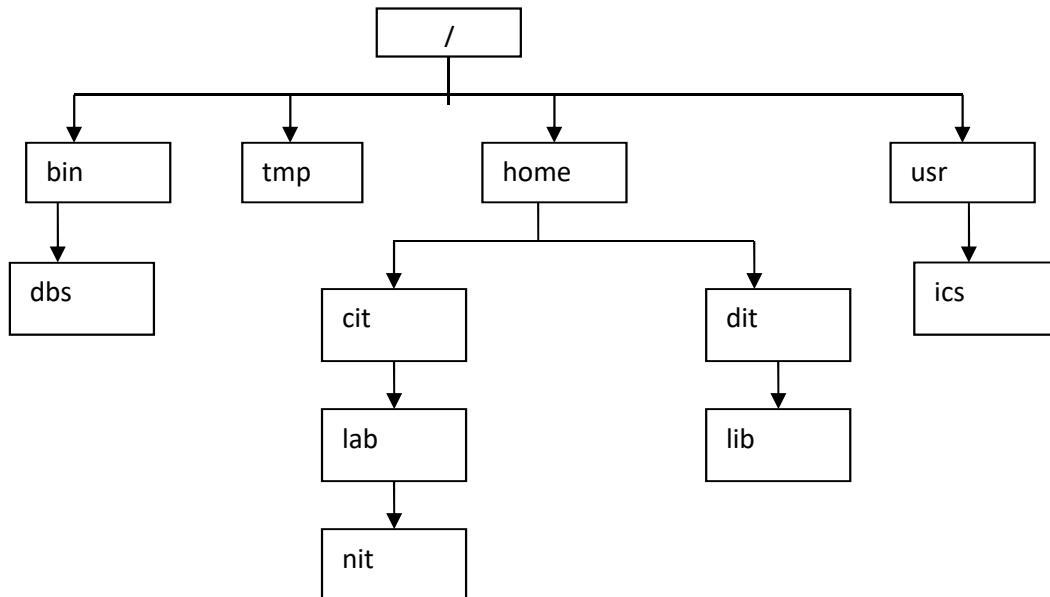 /
bin
tmp
home
usr
dbs
cit
dit
ics
lab
lib
nit